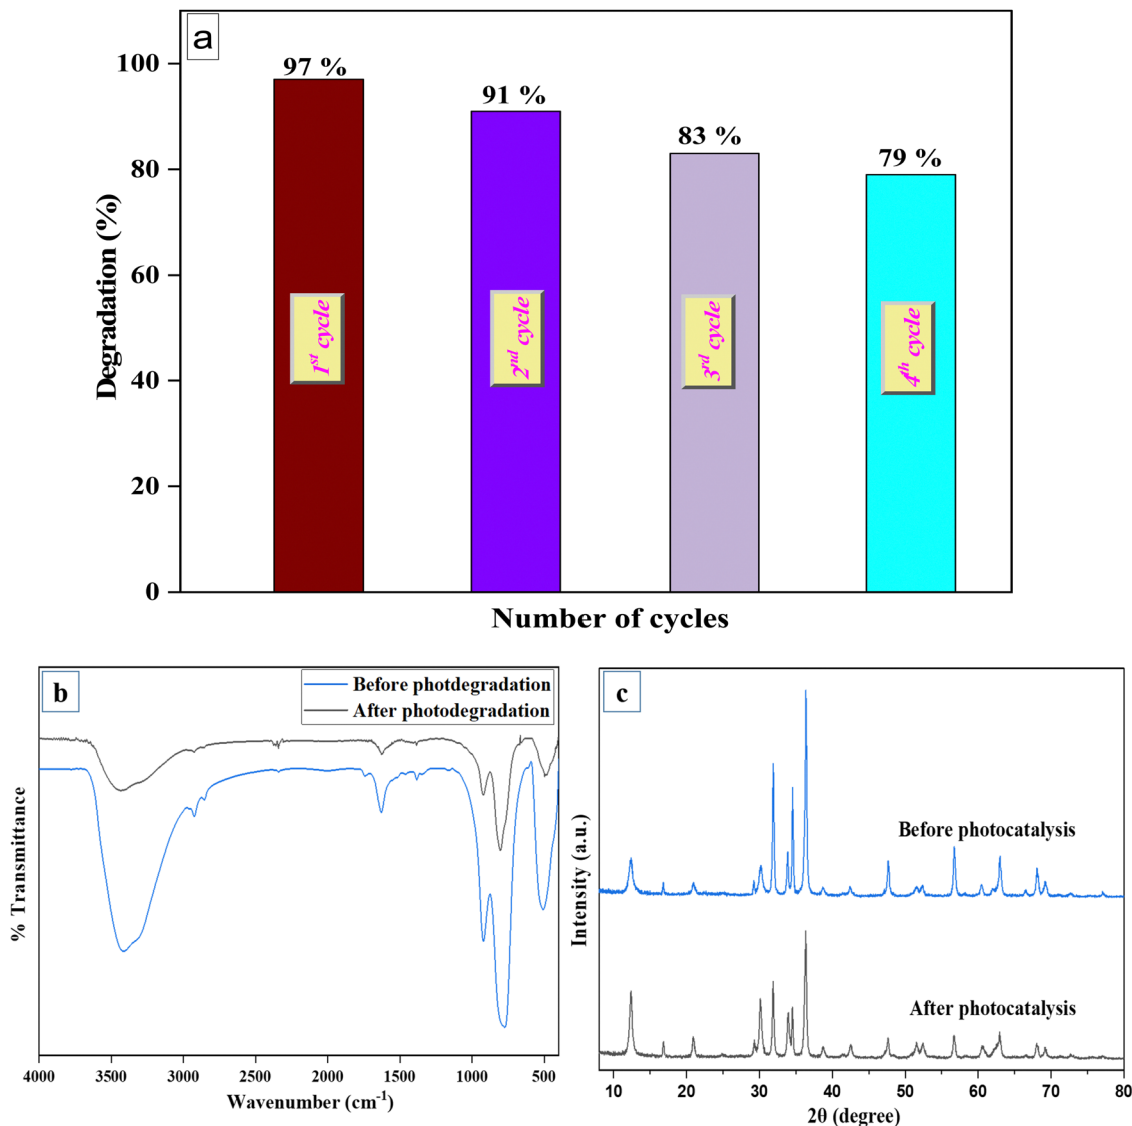 a
97 %
91 %
83 %
79 %
100
80
60
40
20
0
Degradation (%)
1st cycle
2nd cycle
3rd cycle
4th cycle
Number of cycles
b
Before photdegradation
After photodegradation
% Transmittance
4000 3500 3000 2500 2000 1500 1000 500
Wavenumber (cm-1)
c
Before photocatalysis
After photocatalysis
Intensity (a.u.)
10 20 30 40 50 60 70 80
2θ (degree)